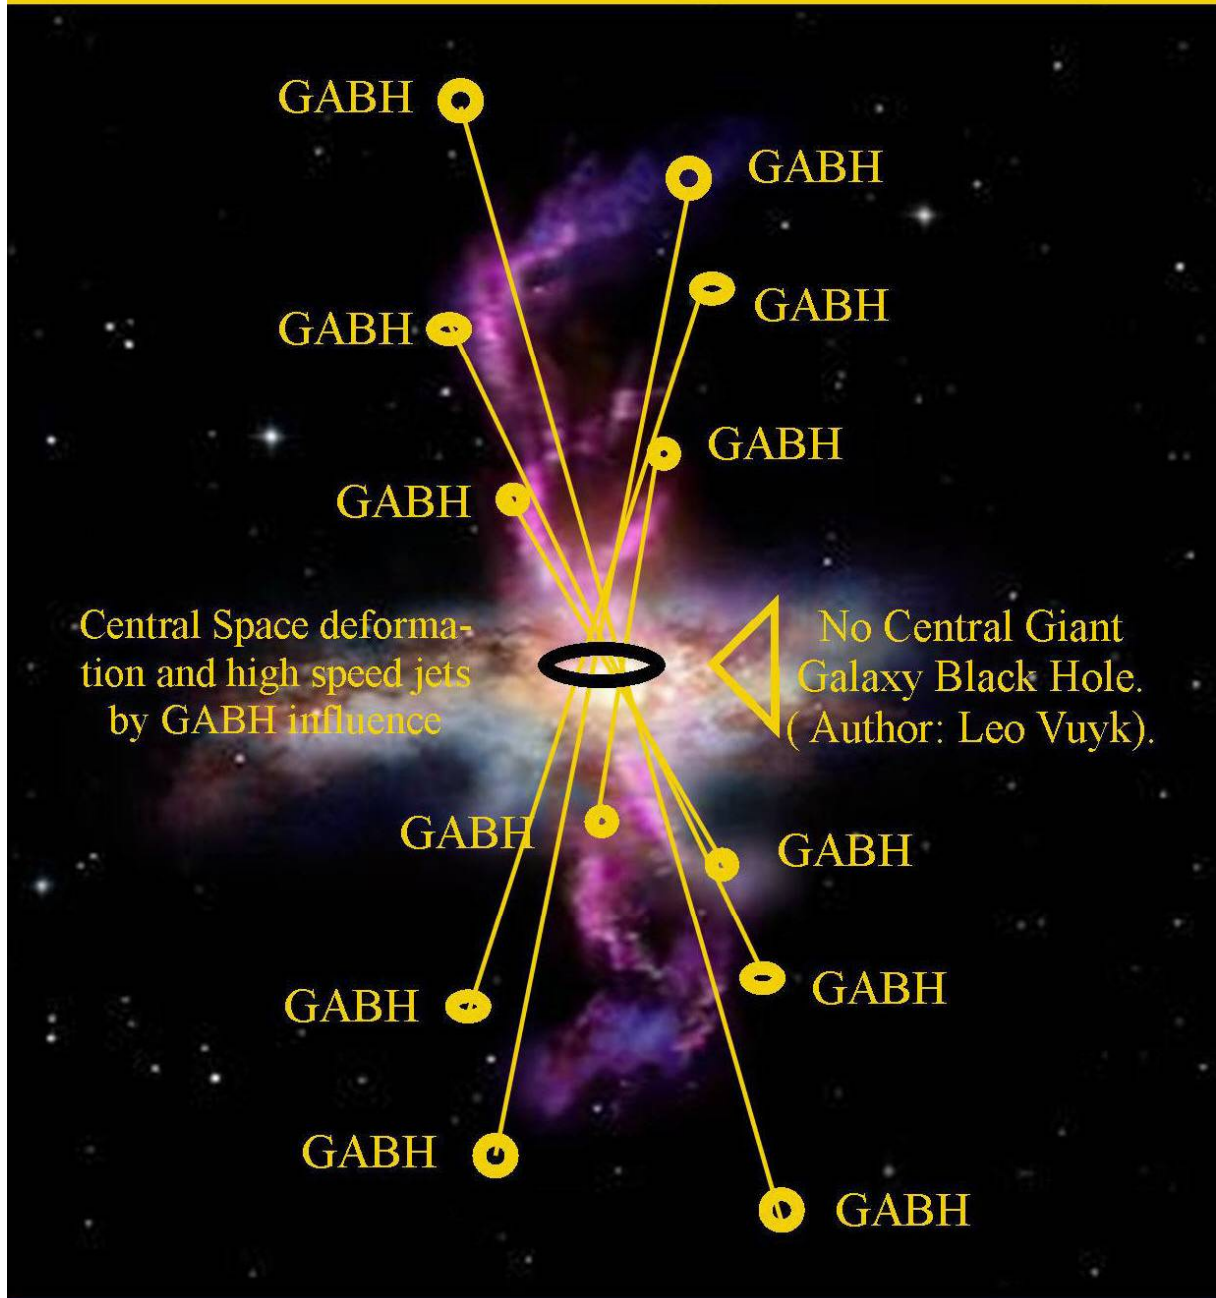 GABH
GABH
GABH
GABH
GABH
GABH
Central Space deforma-
tion and high speed jets
by GABH influence
No Central Giant
Galaxy Black Hole.
( Author: Leo Vuyk).
GABH
GABH
GABH
GABH
GABH
GABH